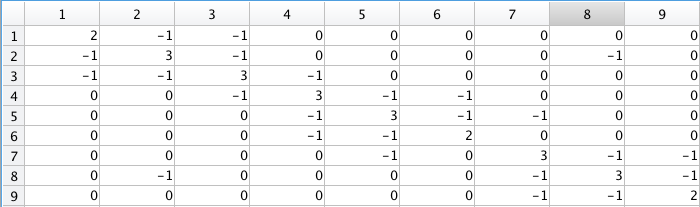 1 2 3 4 5 6 7 8 9
1 2 -1 -1 0 0 0 0 0 0
2 -1 3 -1 0 0 0 0 -1 0
3 -1 -1 3 -1 0 0 0 0 0
4 0 0 -1 3 -1 -1 0 0 0
5 0 0 0 -1 3 -1 -1 0 0
6 0 0 0 -1 -1 2 0 0 0
7 0 0 0 0 -1 0 3 -1 -1
8 0 -1 0 0 0 0 -1 3 -1
9 0 0 0 0 0 0 -1 -1 2